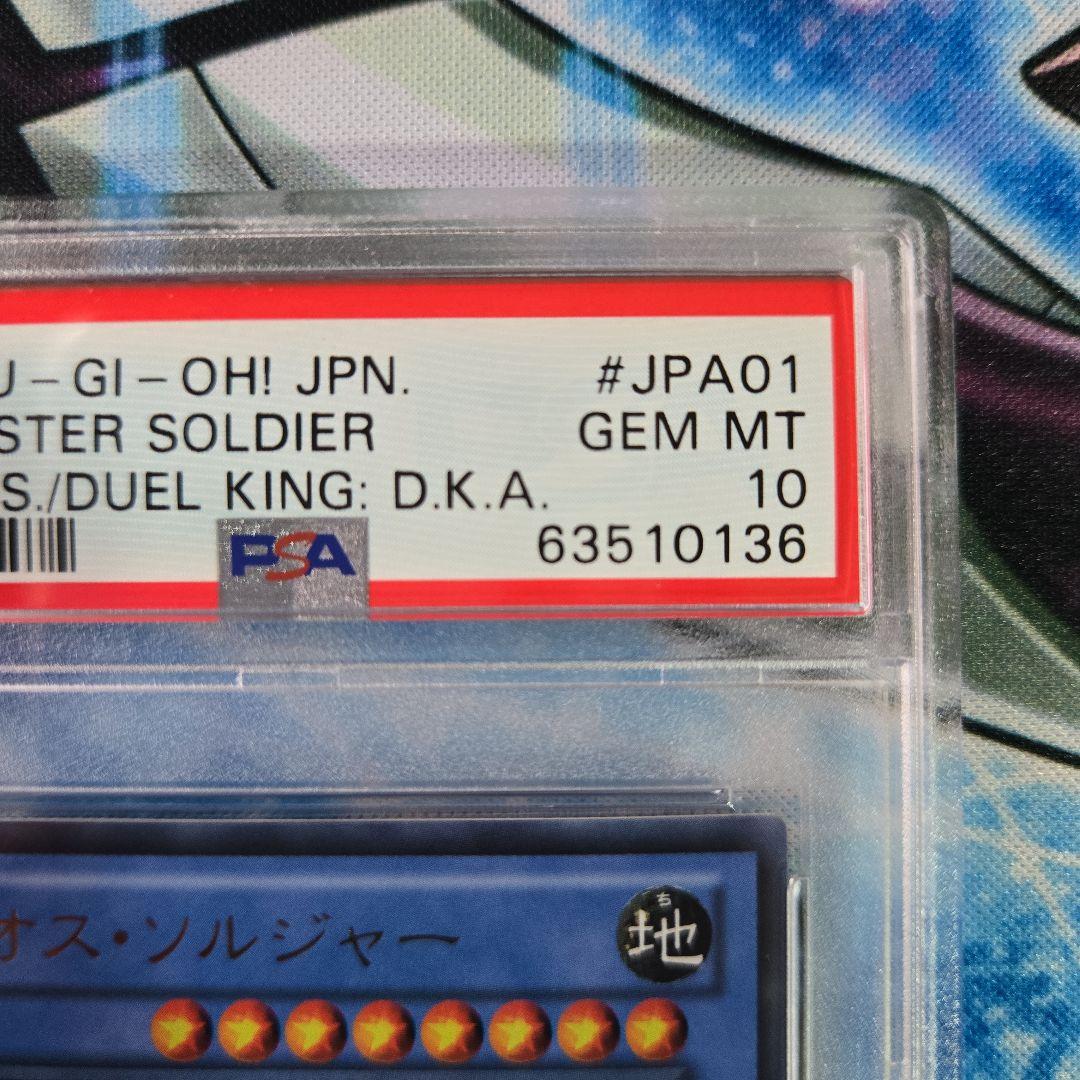 U-GI-OH! JPN. #JPA01
STER SOLDIER GEM MT
S./DUEL KING: D.K.A. 10
PSA 63510136
オス・ソルジャー
ち
地